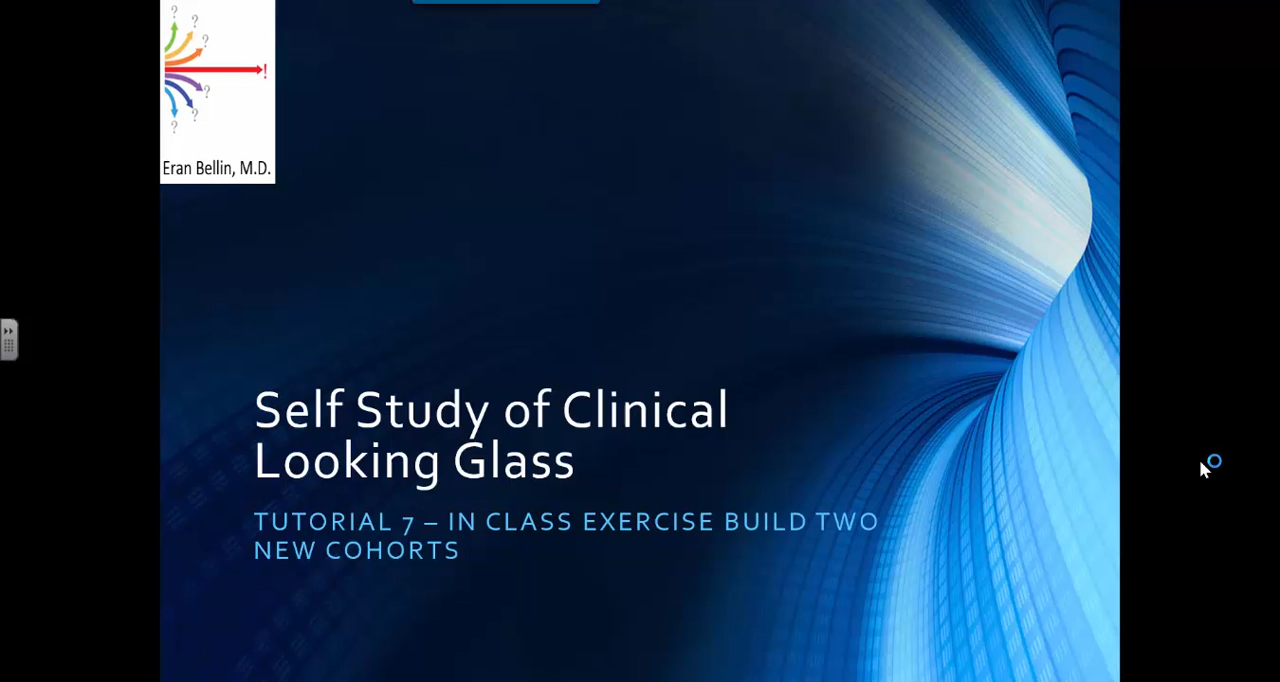 ?
?
?
!
?
?
?
Eran Bellin, M.D.
Self Study of Clinical
Looking Glass
TUTORIAL 7 – IN CLASS EXERCISE BUILD TWO
NEW COHORTS